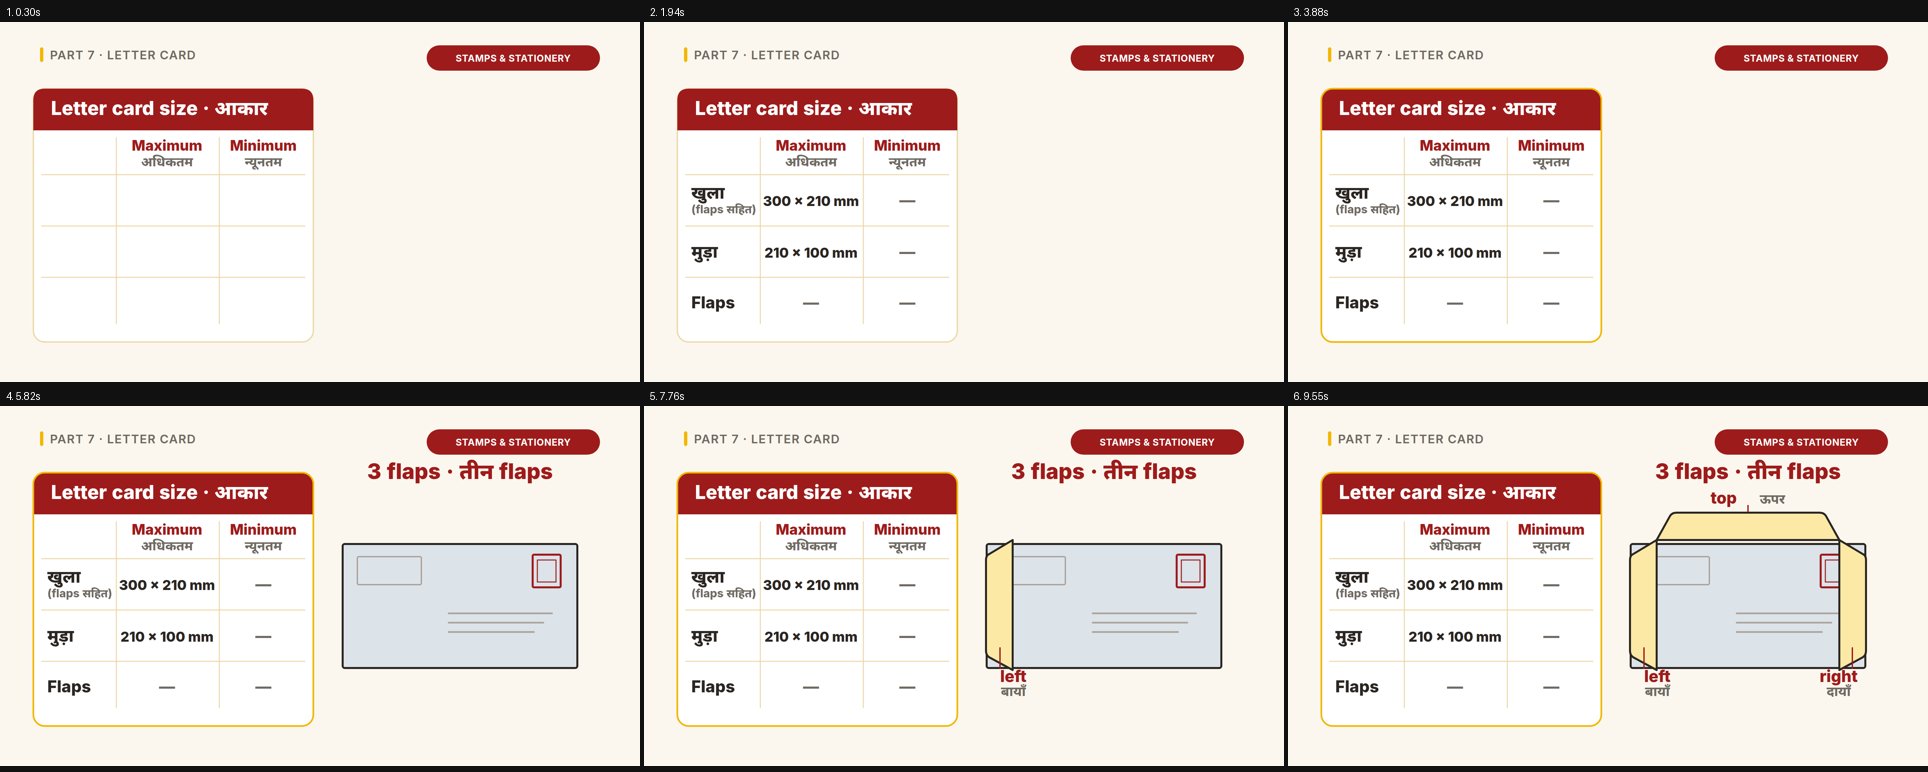 1. 0.30s
PART 7 · LETTER CARD
STAMPS & STATIONERY
Letter card size · आकार
Maximum Minimum
अधिकतम न्यूनतम
2. 1.94s
PART 7 · LETTER CARD
STAMPS & STATIONERY
Letter card size · आकार
Maximum Minimum
अधिकतम न्यूनतम
खुला
(flaps सहित) 300 × 210 mm —
मुड़ा 210 × 100 mm —
Flaps — —
3. 3.88s
PART 7 · LETTER CARD
STAMPS & STATIONERY
Letter card size · आकार
Maximum Minimum
अधिकतम न्यूनतम
खुला
(flaps सहित) 300 × 210 mm —
मुड़ा 210 × 100 mm —
Flaps — —
4. 5.82s
PART 7 · LETTER CARD
STAMPS & STATIONERY
3 flaps · तीन flaps
Letter card size · आकार
Maximum Minimum
अधिकतम न्यूनतम
खुला
(flaps सहित) 300 × 210 mm —
मुड़ा 210 × 100 mm —
Flaps — —
5. 7.76s
PART 7 · LETTER CARD
STAMPS & STATIONERY
3 flaps · तीन flaps
Letter card size · आकार
Maximum Minimum
अधिकतम न्यूनतम
खुला
(flaps सहित) 300 × 210 mm —
मुड़ा 210 × 100 mm —
Flaps — —
left
बायाँ
6. 9.55s
PART 7 · LETTER CARD
STAMPS & STATIONERY
3 flaps · तीन flaps
top ऊपर
Letter card size · आकार
Maximum Minimum
अधिकतम न्यूनतम
खुला
(flaps सहित) 300 × 210 mm —
मुड़ा 210 × 100 mm —
Flaps — —
left right
बायाँ दायाँ